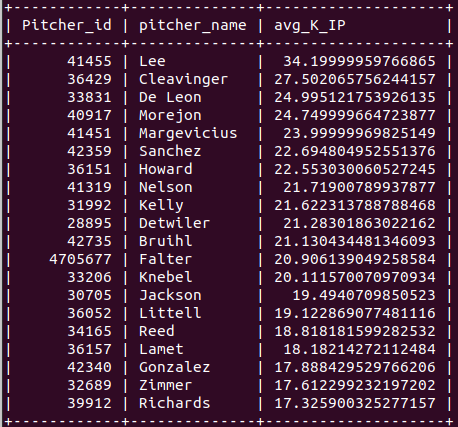 +------------+--------------+--------------------+
| Pitcher_id | pitcher_name | avg_K_IP           |
+------------+--------------+--------------------+
|      41455 | Lee          |  34.19999959766865 |
|      36429 | Cleavinger   | 27.502065756244157 |
|      33831 | De Leon      | 24.995121753926135 |
|      40917 | Morejon      | 24.749999664723877 |
|      41451 | Margevicius  |  23.99999969825149 |
|      42359 | Sanchez      | 22.694804952551376 |
|      36151 | Howard       | 22.553030060527245 |
|      41319 | Nelson       |  21.71900789937877 |
|      31992 | Kelly        | 21.622313788788468 |
|      28895 | Detwiler     |  21.28301863022162 |
|      42735 | Bruihl       | 21.130434481346093 |
|    4705677 | Falter       | 20.906139049258584 |
|      33206 | Knebel       | 20.111570070970934 |
|      30705 | Jackson      |   19.4940709850523 |
|      36052 | Littell      | 19.122869077481116 |
|      34165 | Reed         | 18.818181599282532 |
|      36157 | Lamet        |  18.18214272112484 |
|      42340 | Gonzalez     | 17.888429529766206 |
|      32689 | Zimmer       | 17.612299232197202 |
|      39912 | Richards     | 17.325900325277157 |
+------------+--------------+--------------------+